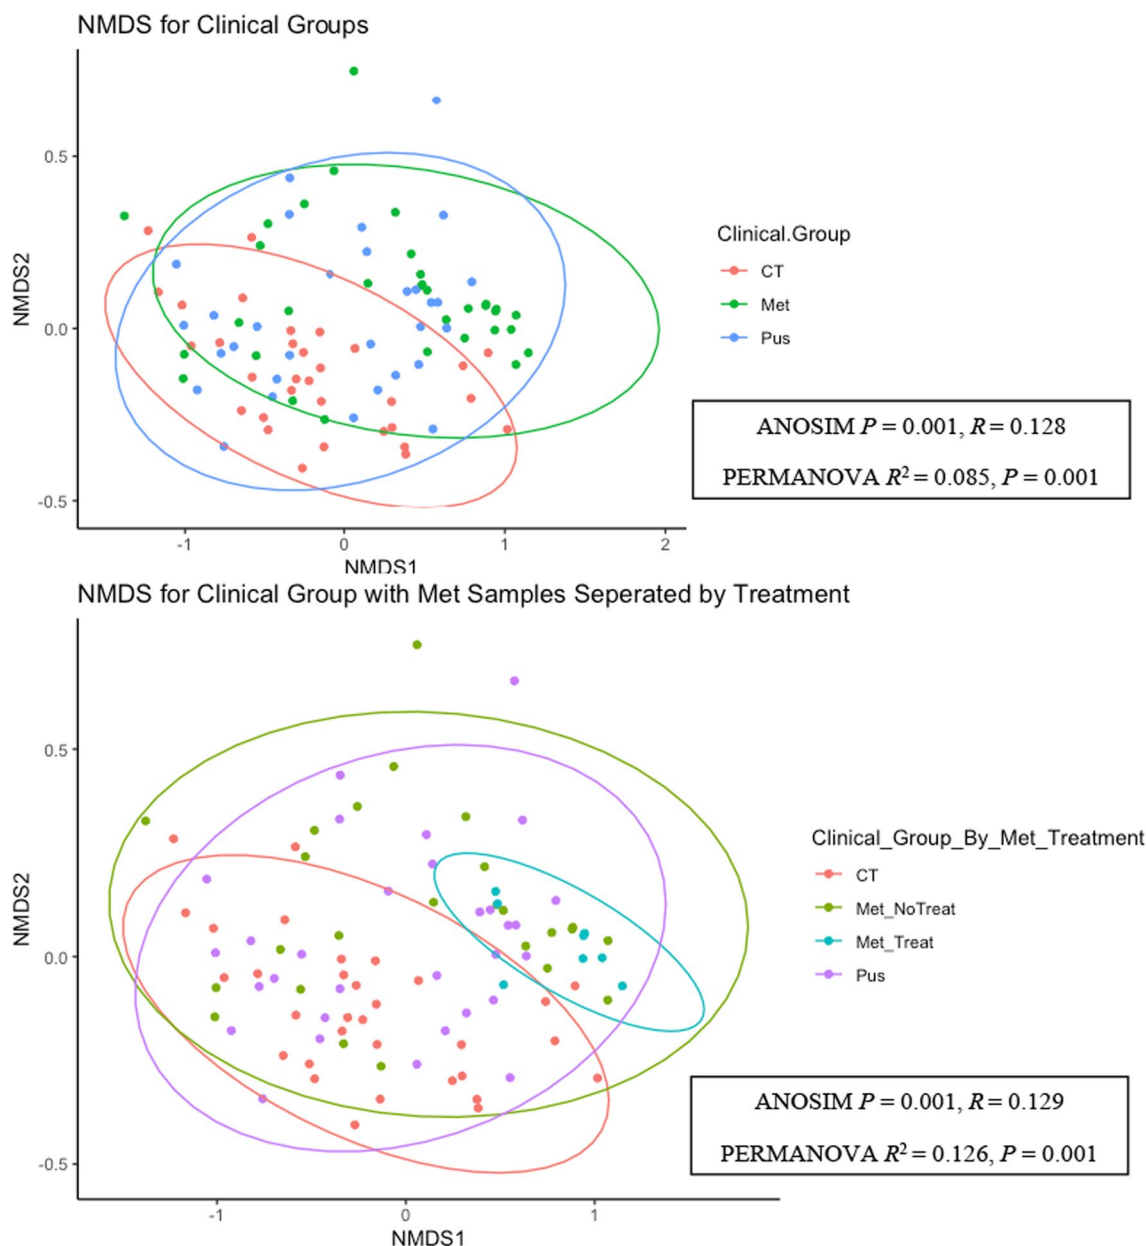 NMDS for Clinical Groups
NMDS2
0.5
0.0
-0.5
-1
0
1
2
NMDS1
Clinical.Group
CT
Met
Pus
ANOSIM P = 0.001, R = 0.128
PERMANOVA R² = 0.085, P = 0.001
NMDS for Clinical Group with Met Samples Seperated by Treatment
NMDS2
0.5
0.0
-0.5
-1
0
1
NMDS1
Clinical_Group_By_Met_Treatment
CT
Met_NoTreat
Met_Treat
Pus
ANOSIM P = 0.001, R = 0.129
PERMANOVA R² = 0.126, P = 0.001